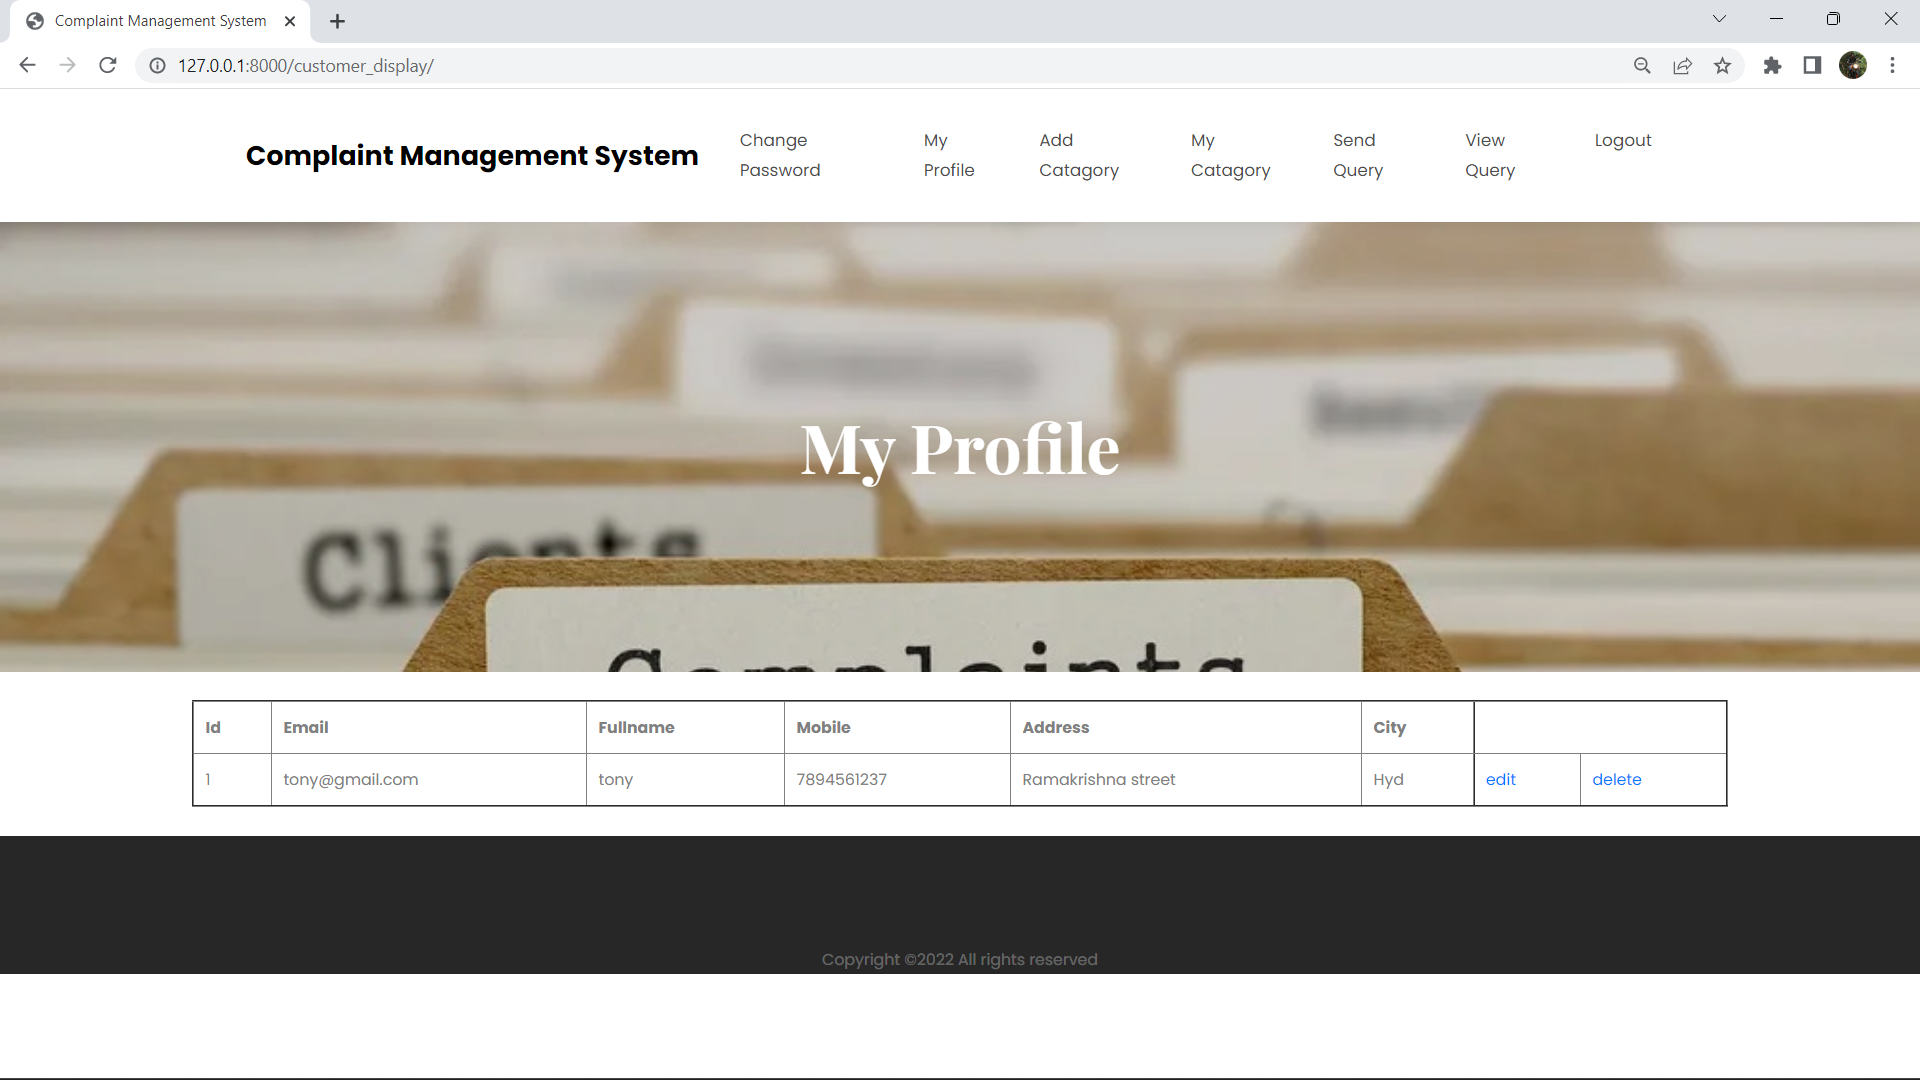 Complaint Management System
127.0.0.1:8000/customer_display/
Complaint Management System
Change Password
My Profile
Add Catagory
My Catagory
Send Query
View Query
Logout
My Profile
Clients
Complaints
Id Email Fullname Mobile Address City
1 tony@gmail.com tony 7894561237 Ramakrishna street Hyd edit delete
Copyright ©2022 All rights reserved